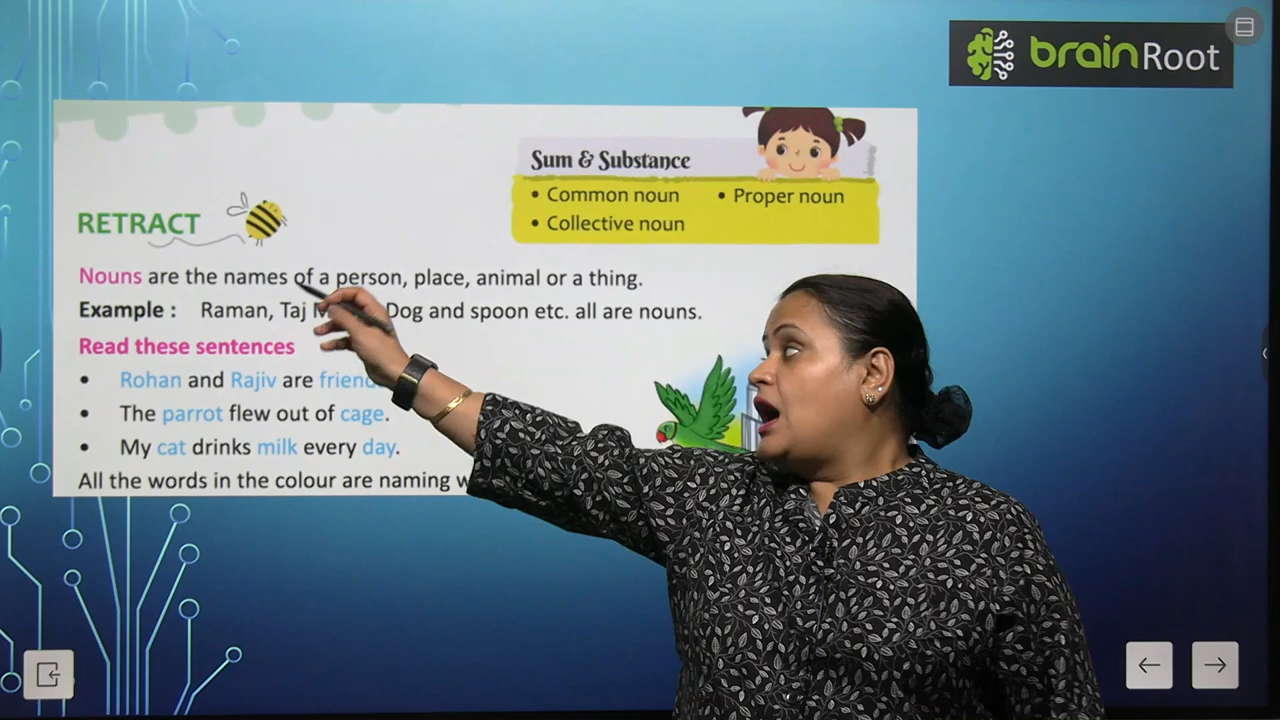 brainRoot
Sum & Substance
• Common noun • Proper noun
• Collective noun
RETRACT
Nouns are the names of a person, place, animal or a thing.
Example : Raman, Taj Dog and spoon etc. all are nouns.
Read these sentences
• Rohan and Rajiv are
• The parrot flew out of cage.
• My cat drinks milk every day.
All the words in the colour are naming